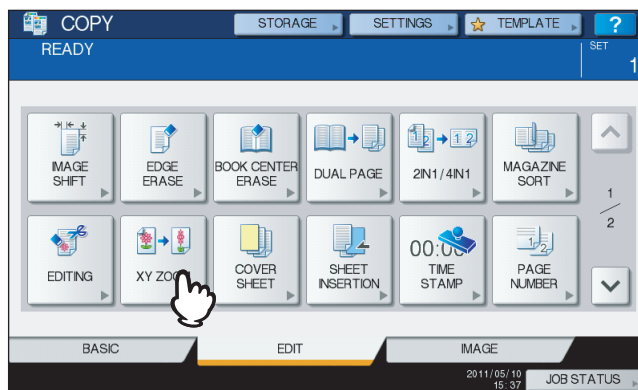 COPY
STORAGE
SETTINGS
TEMPLATE
?
READY
SET
1
IMAGE
SHIFT
EDGE
ERASE
BOOK CENTER
ERASE
DUAL PAGE
2IN1/4IN1
MAGAZINE
SORT
1
2
EDITING
XY ZOO
COVER
SHEET
SHEET
INSERTION
00:00
TIME
STAMP
PAGE
NUMBER
BASIC
EDIT
IMAGE
2011/05/10
15:37
JOB STATUS